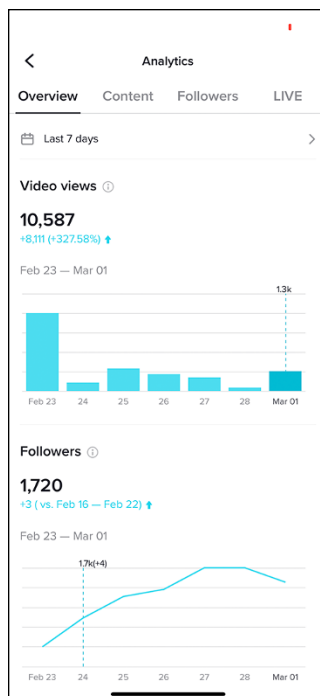 Analytics
Overview Content Followers LIVE
Last 7 days
Video views
10,587
+8,111 (+327.58%)
Feb 23 — Mar 01
1.3k
Feb 23 24 25 26 27 28 Mar 01
Followers
1,720
+3 ( vs. Feb 16 — Feb 22)
Feb 23 — Mar 01
1.7k(+4)
Feb 23 24 25 26 27 28 Mar 01